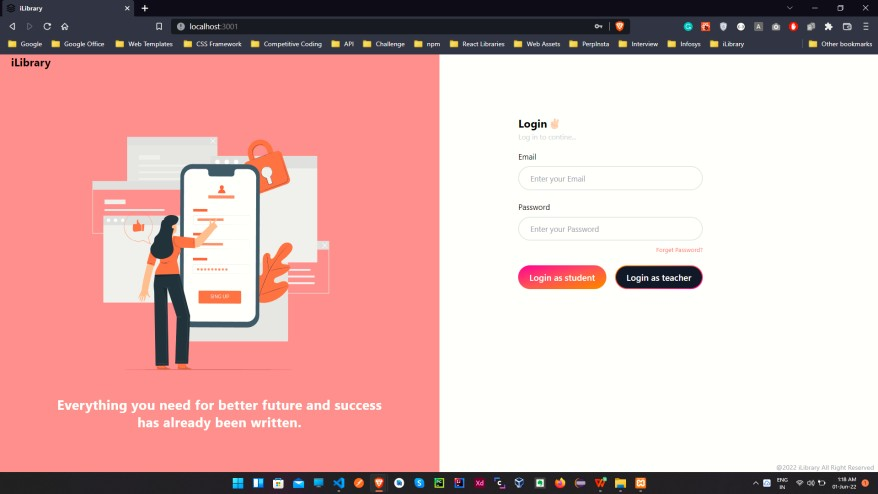 iLibrary
localhost:3001
Google
Google Office
Web Templates
CSS Framework
Competitive Coding
API
Challenge
npm
React Libraries
Web Assets
PerpInsta
Interview
Infosys
iLibrary
Other bookmarks
iLibrary
Everything you need for better future and success
has already been written.
Login
Log in to contine...
Email
Enter your Email
Password
Enter your Password
Forget Password?
Login as student
Login as teacher
@2022 iLibrary All Right Reserved
ENG
IN
1:18 AM
01-Jun-22